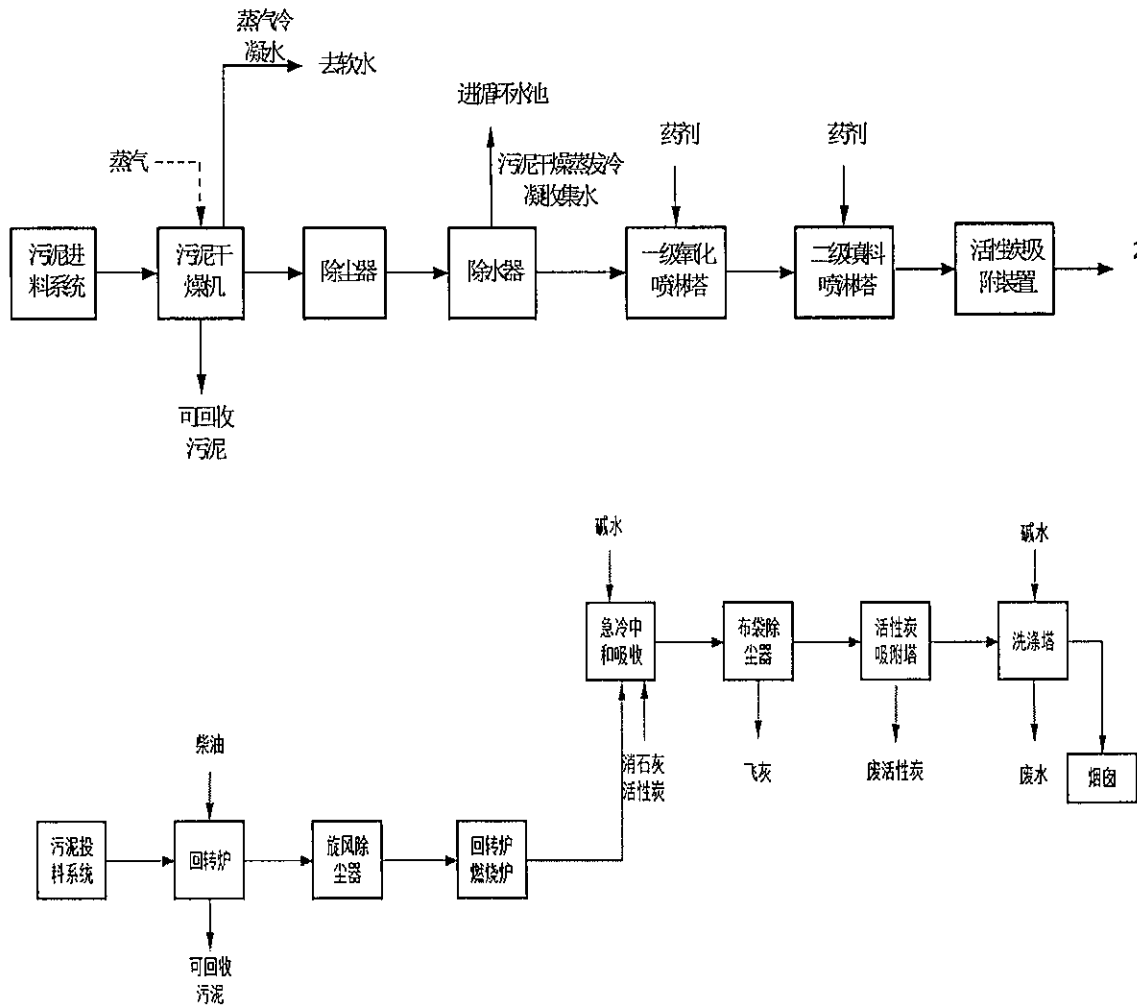 蒸气冷
凝水
去软水
进循环水池
药剂
药剂
蒸气
污泥干燥蒸发冷
凝收集水
污泥进
料系统
污泥干
燥机
除尘器
除水器
一级氧化
喷淋塔
二级填料
喷淋塔
活性炭吸
附装置
2
可回收
污泥
碱水
碱水
急冷中
和吸收
布袋除
尘器
活性炭
吸附塔
洗涤塔
柴油
消石灰
活性炭
飞灰
废活性炭
废水
烟囱
污泥投
料系统
回转炉
旋风除
尘器
回转炉
燃烧炉
可回收
污泥